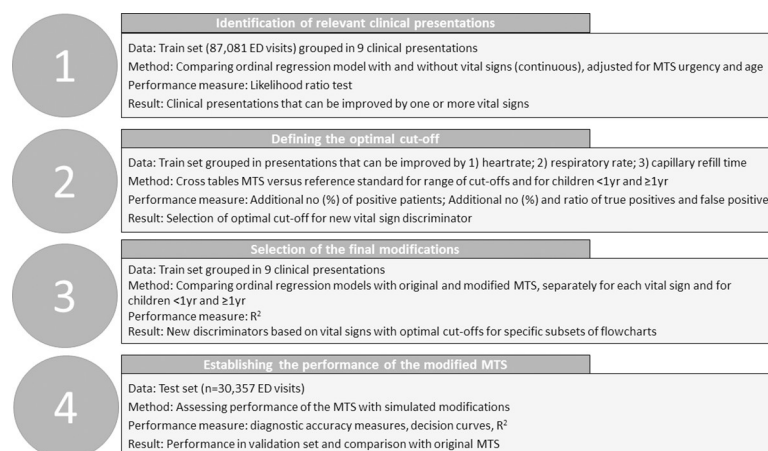 Identification of relevant clinical presentations
1
Data: Train set (87,081 ED visits) grouped in 9 clinical presentations
Method: Comparing ordinal regression model with and without vital signs (continuous), adjusted for MTS urgency and age
Performance measure: Likelihood ratio test
Result: Clinical presentations that can be improved by one or more vital signs
Defining the optimal cut-off
2
Data: Train set grouped in presentations that can be improved by 1) heartrate; 2) respiratory rate; 3) capillary refill time
Method: Cross tables MTS versus reference standard for range of cut-offs and for children <1yr and ≥1yr
Performance measure: Additional no (%) of positive patients; Additional no (%) and ratio of true positives and false positive
Result: Selection of optimal cut-off for new vital sign discriminator
Selection of the final modifications
3
Data: Train set grouped in 9 clinical presentations
Method: Comparing ordinal regression models with original and modified MTS, separately for each vital sign and for
children <1yr and ≥1yr
Performance measure: R²
Result: New discriminators based on vital signs with optimal cut-offs for specific subsets of flowcharts
Establishing the performance of the modified MTS
4
Data: Test set (n=30,357 ED visits)
Method: Assessing performance of the MTS with simulated modifications
Performance measure: diagnostic accuracy measures, decision curves, R²
Result: Performance in validation set and comparison with original MTS